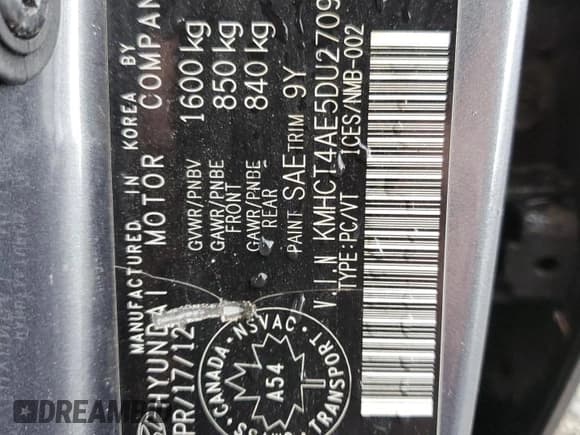 MANUFACTURED IN KOREA BY
HYUNDAI MOTOR COMPAN
PR/17/12
GVWR/PNBV 1600 kg
GAWR/PNBE FRONT 850 kg
GAWR/PNBE REAR 840 kg
PAINT SAE TRIM 9Y
V.I.N KMHCT4AE5DU2709
TYPE:PC/VT ICES/NMB-002
CANADA · NSVAC
A54
TRANSPORT
DREAMBID